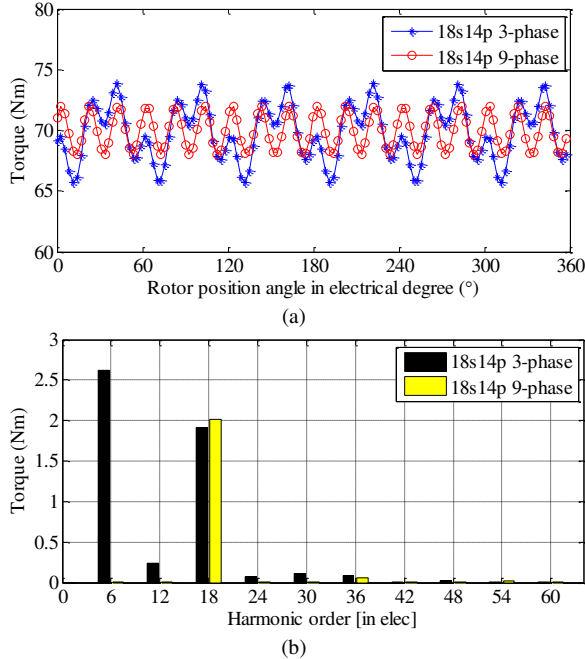 80
18s14p 3-phase
18s14p 9-phase
75
70
65
60
Torque (Nm)
0 60 120 180 240 300 360
Rotor position angle in electrical degree (°)
(a)
3
18s14p 3-phase
18s14p 9-phase
2.5
2
1.5
1
0.5
0
Torque (Nm)
0 6 12 18 24 30 36 42 48 54 60
Harmonic order [in elec]
(b)